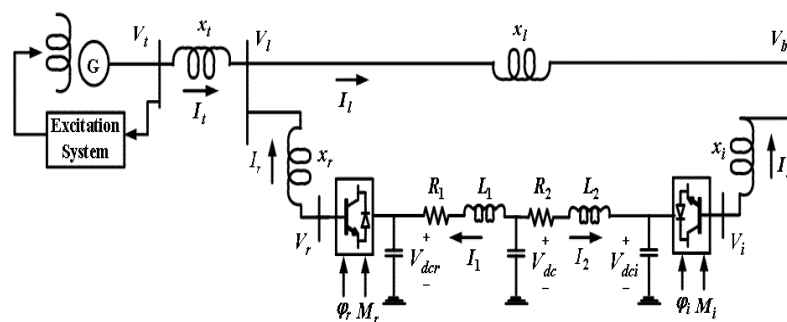 V_t x_t V_l x_l V_b
G
I_t I_l
Excitation
System
I_r x_r x_i
R_1 L_1 R_2 L_2
V_r + V_dcr − I_1 + V_dc − I_2 + V_dci − V_i
φ_r M_r φ_i M_i